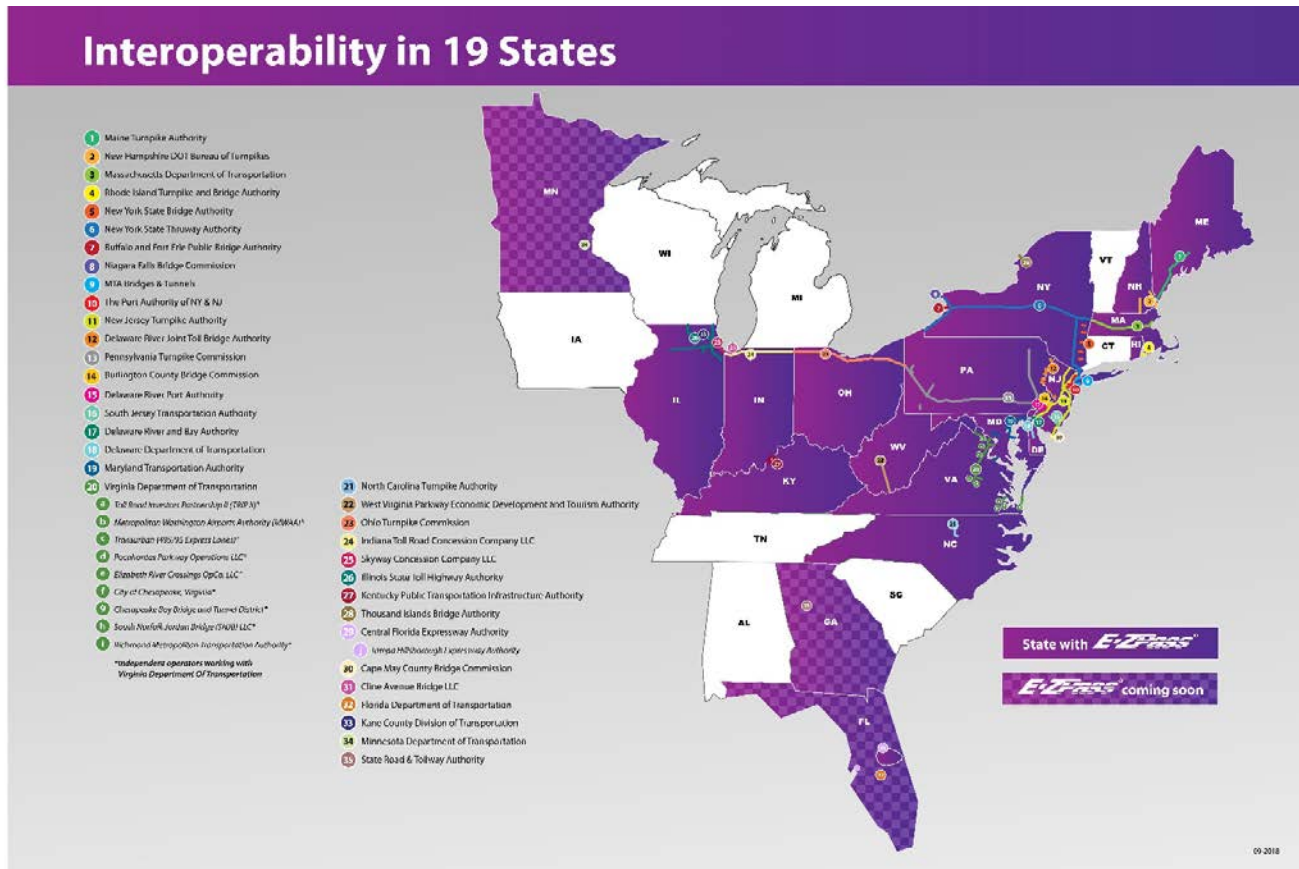 Interoperability in 19 States
1 Maine Turnpike Authority
2 New Hampshire DOT Bureau of Turnpikes
3 Massachusetts Department of Transportation
4 Rhode Island Turnpike and Bridge Authority
5 New York State Bridge Authority
6 New York State Thruway Authority
7 Buffalo and Fort Erie Public Bridge Authority
8 Niagara Falls Bridge Commission
9 MTA Bridges & Tunnels
10 The Port Authority of NY & NJ
11 New Jersey Turnpike Authority
12 Delaware River Joint Toll Bridge Authority
13 Pennsylvania Turnpike Commission
14 Burlington County Bridge Commission
15 Delaware River Port Authority
16 South Jersey Transportation Authority
17 Delaware River and Bay Authority
18 Delaware Department of Transportation
19 Maryland Transportation Authority
20 Virginia Department of Transportation
a Toll Road Investors Partnership II (TRIP II)*
b Metropolitan Washington Airports Authority (MWAA)*
c Transurban (495/95 Express Lanes)*
d Pocahontas Parkway Operations LLC*
e Elizabeth River Crossings OpCo, LLC*
f City of Chesapeake, Virginia*
g Chesapeake Bay Bridge and Tunnel District*
h South Norfolk Jordan Bridge (SNJB) LLC*
i Richmond Metropolitan Transportation Authority*
*Independent operators working with
Virginia Department Of Transportation
21 North Carolina Turnpike Authority
22 West Virginia Parkway Economic Development and Tourism Authority
23 Ohio Turnpike Commission
24 Indiana Toll Road Concession Company LLC
25 Skyway Concession Company LLC
26 Illinois State Toll Highway Authority
27 Kentucky Public Transportation Infrastructure Authority
28 Thousand Islands Bridge Authority
29 Central Florida Expressway Authority
j Tampa Hillsborough Expressway Authority
30 Cape May County Bridge Commission
31 Cline Avenue Bridge LLC
32 Florida Department of Transportation
33 Kane County Division of Transportation
34 Minnesota Department of Transportation
35 State Road & Tollway Authority
MN
WI
MI
IA
IL
IN
OH
KY
WV
PA
NY
VT
NH
ME
MA
CT
RI
NJ
MD
DE
VA
NC
TN
SC
AL
GA
FL
State with E-ZPass
E-ZPass coming soon
09-2018